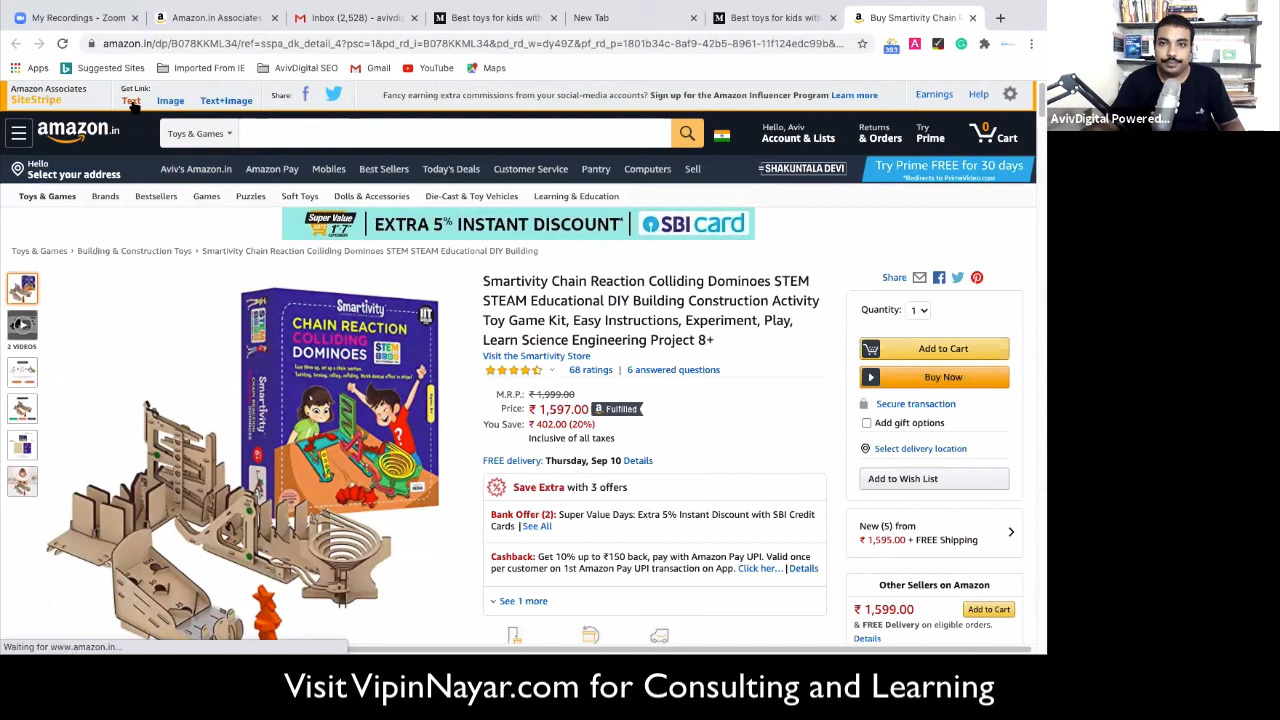 My Recordings - Zoom
Amazon.in Associates
Inbox (2,528) - avivdig
Best toys for kids with
New Tab
Best toys for kids with
Buy Smartivity Chain R
amazon.in/dp/B078KKML34/ref=sspa_dk_detail_4?psc=1&pd_rd_i=B078KKML34&pd_rd_w=dy49Z&pf_rd_p=1801b34c-8af9-42b5-8961-11f124edc99b&...
393
Apps
Suggested Sites
Imported From IE
AvivDigital SEO
Gmail
YouTube
Maps
Amazon Associates
SiteStripe
Get Link:
Text
Image
Text+Image
Share:
Fancy earning extra commissions from your social-media accounts? Sign up for the Amazon Influencer Program Learn more
Earnings
Help
amazon.in
Toys & Games
Hello, Aviv
Account & Lists
Returns
& Orders
Try
Prime
0
Cart
Hello
Select your address
Aviv's Amazon.in
Amazon Pay
Mobiles
Best Sellers
Today's Deals
Customer Service
Pantry
Computers
Sell
SHAKUNTALA DEVI
Try Prime FREE for 30 days
*Redirects to PrimeVideo.com
Toys & Games
Brands
Bestsellers
Games
Puzzles
Soft Toys
Dolls & Accessories
Die-Cast & Toy Vehicles
Learning & Education
SUPER VALUE
EXTRA 5% INSTANT DISCOUNT*
SBI card
Toys & Games › Building & Construction Toys › Smartivity Chain Reaction Colliding Dominoes STEM STEAM Educational DIY Building
2 VIDEOS
Smartivity
CHAIN REACTION
COLLIDING
DOMINOES
STEM
Smartivity Chain Reaction Colliding Dominoes STEM
STEAM Educational DIY Building Construction Activity
Toy Game Kit, Easy Instructions, Experiment, Play,
Learn Science Engineering Project 8+
Visit the Smartivity Store
68 ratings | 6 answered questions
M.R.P.: ₹ 1,999.00
Price: ₹ 1,597.00 Fulfilled
You Save: ₹ 402.00 (20%)
Inclusive of all taxes
FREE delivery: Thursday, Sep 10 Details
Save Extra with 3 offers
Bank Offer (2): Super Value Days: Extra 5% Instant Discount with SBI Credit
Cards | See All
Cashback: Get 10% up to ₹150 back, pay with Amazon Pay UPI. Valid once
per customer on 1st Amazon Pay UPI transaction on App. Click her... | Details
See 1 more
Share
Quantity: 1
Add to Cart
Buy Now
Secure transaction
Add gift options
Select delivery location
Add to Wish List
New (5) from
₹ 1,595.00 + FREE Shipping
Other Sellers on Amazon
₹ 1,599.00
Add to Cart
& FREE Delivery on eligible orders.
Details
Waiting for www.amazon.in...
AvivDigital Powered...
Visit VipinNayar.com for Consulting and Learning